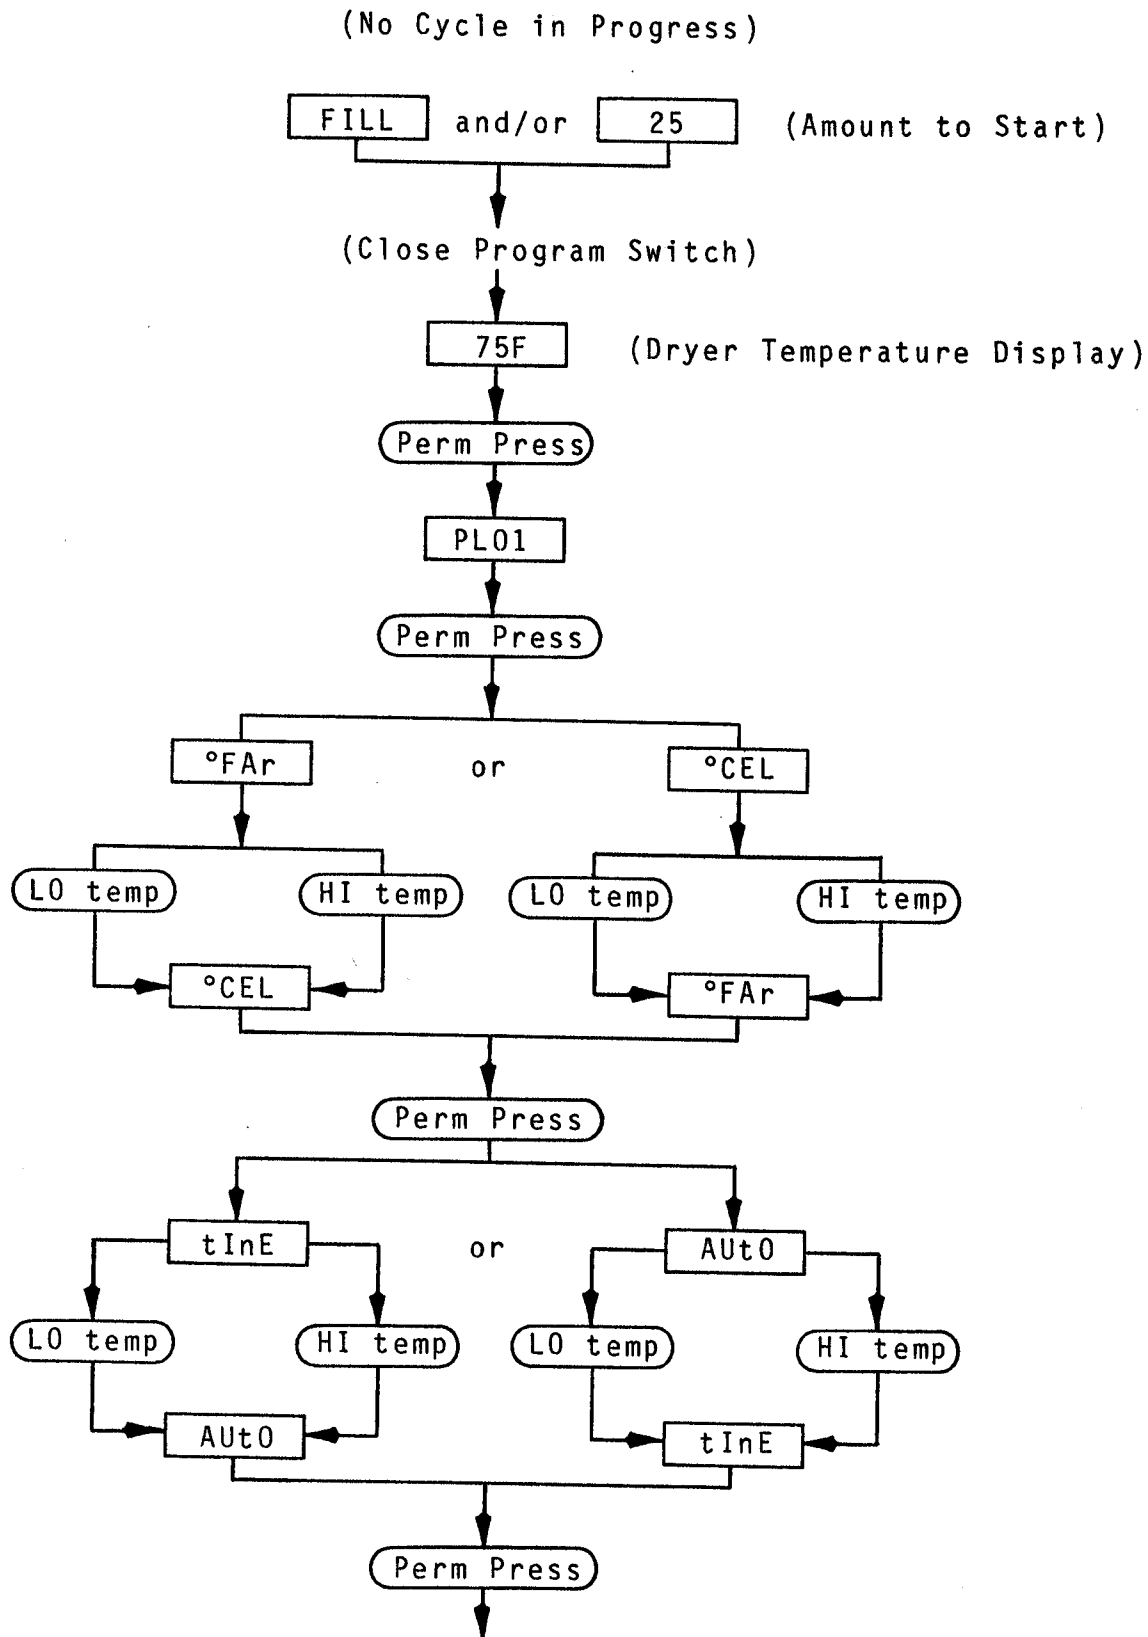 (No Cycle in Progress)
FILL and/or 25 (Amount to Start)
(Close Program Switch)
75F (Dryer Temperature Display)
Perm Press
PL01
Perm Press
°FAr or °CEL
LO temp HI temp LO temp HI temp
°CEL °FAr
Perm Press
tInE or AUtO
LO temp HI temp LO temp HI temp
AUtO tInE
Perm Press